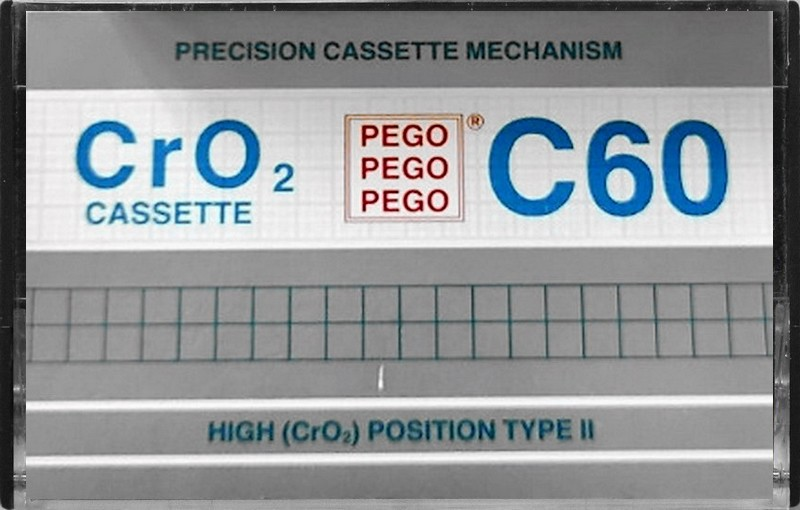 PRECISION CASSETTE MECHANISM
CrO₂
CASSETTE
PEGO
PEGO
PEGO
®
C60
HIGH (CrO₂) POSITION TYPE II